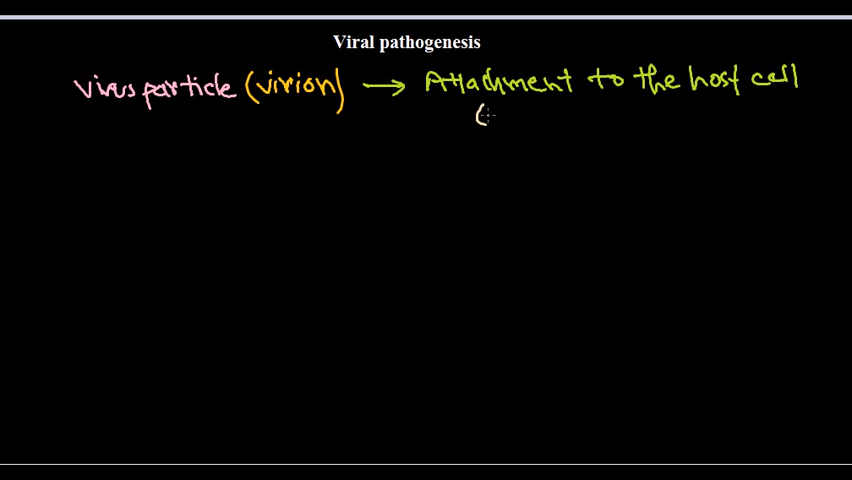 Viral pathogenesis
Virus particle (virion) → Attachment to the host cell
(